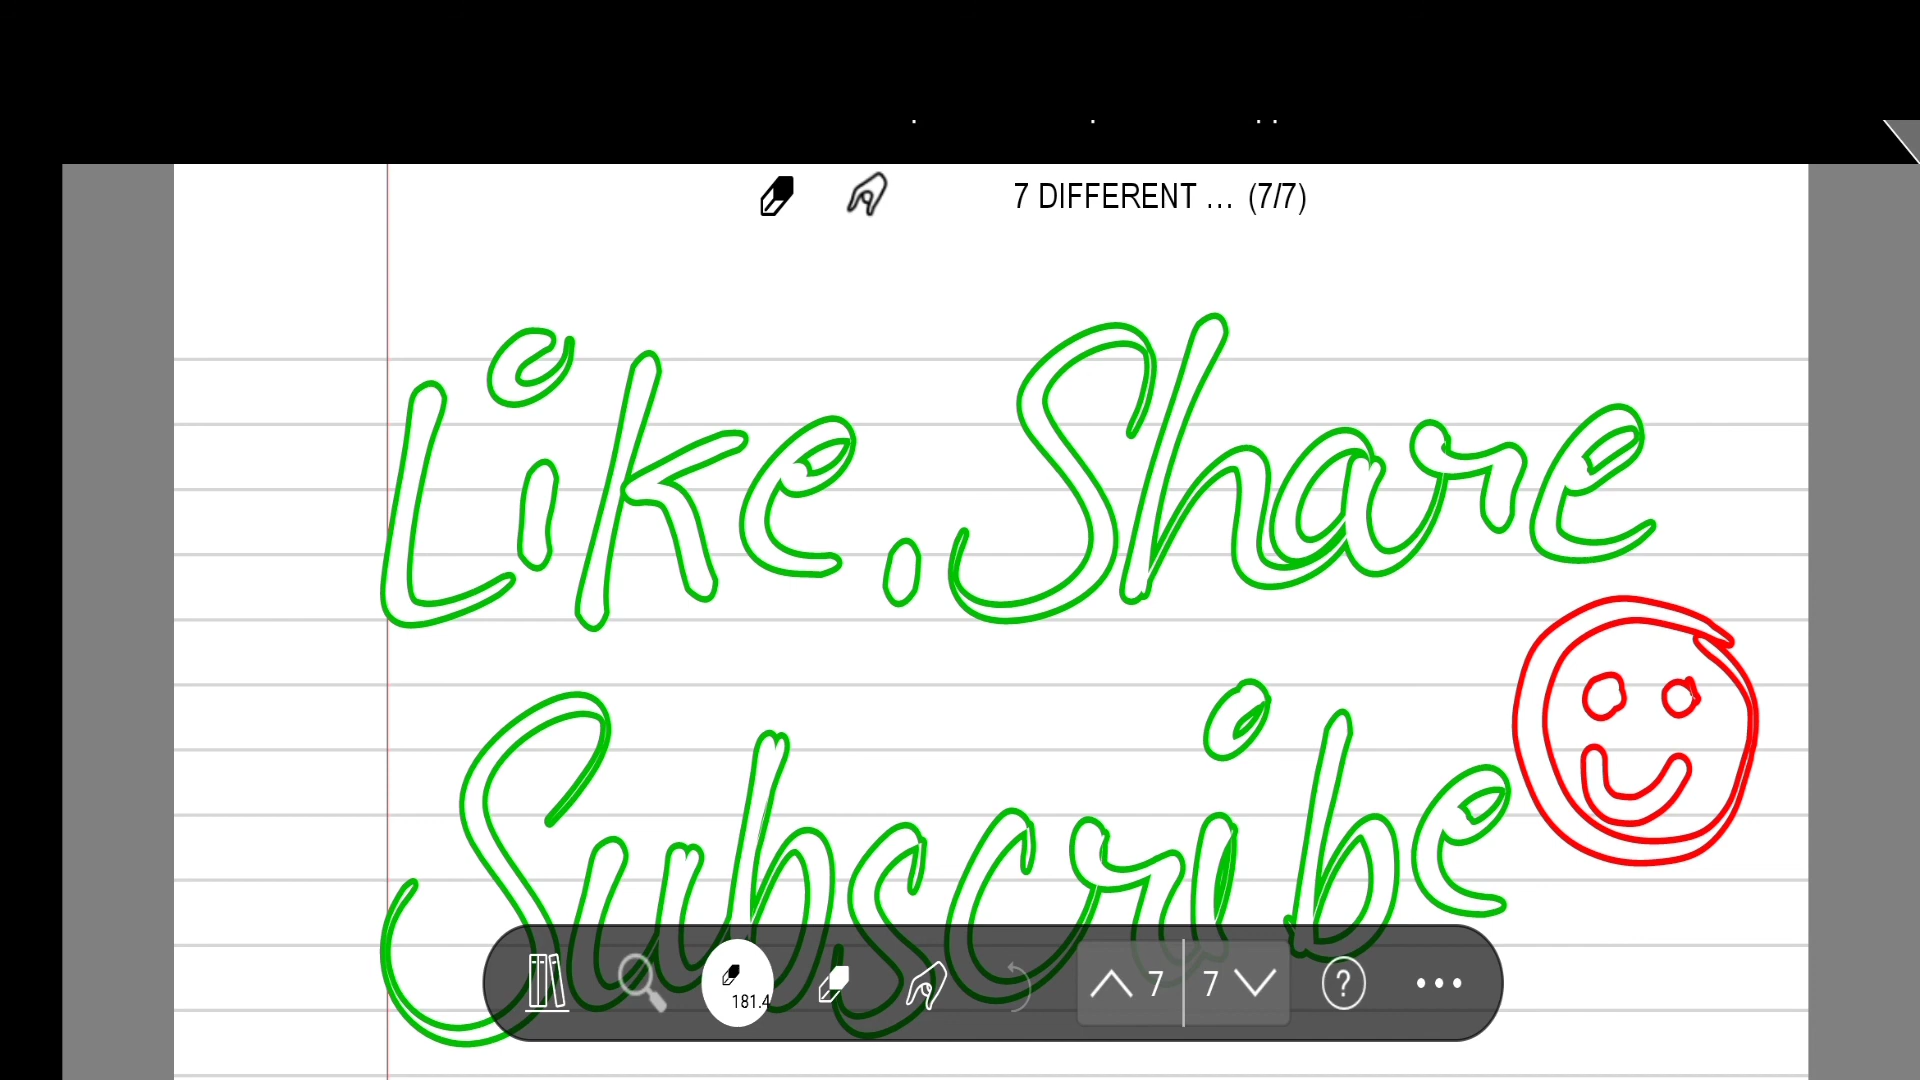 7 DIFFERENT ... (7/7)
Like.Share
Subscribe
181.4
7 7 ?